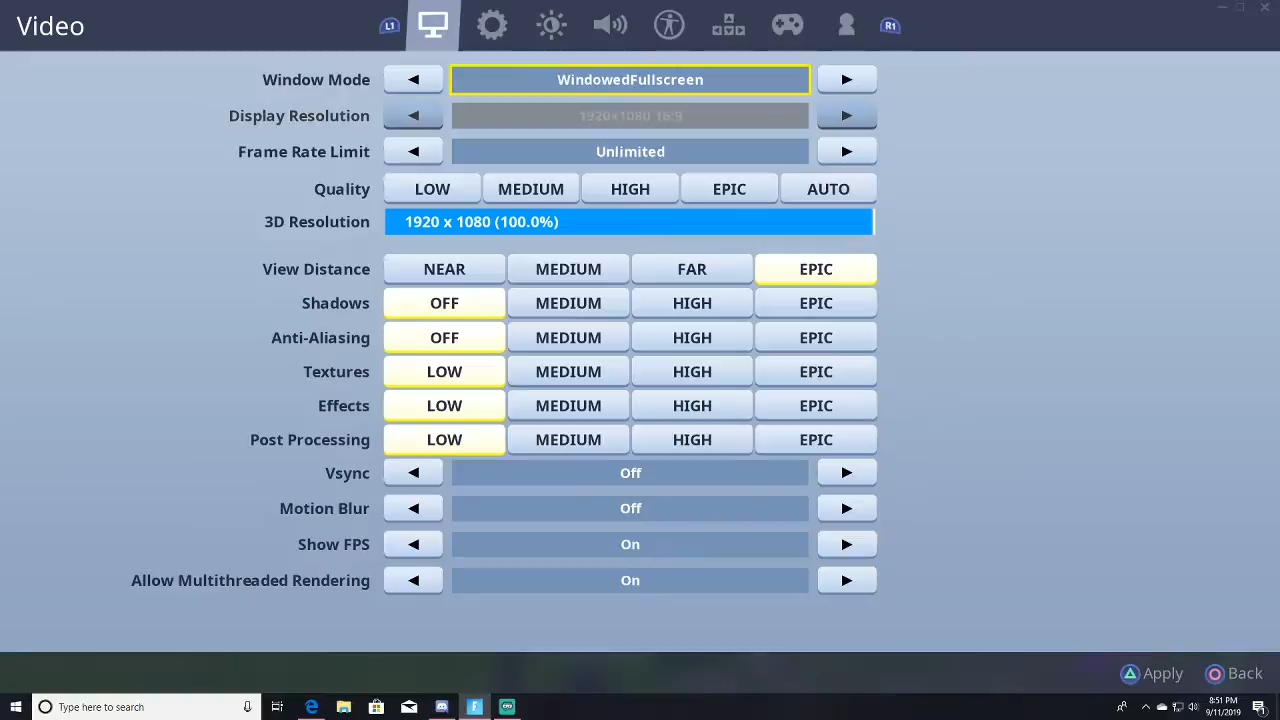 Video
L1
R1
Window Mode WindowedFullscreen
Display Resolution 1920x1080 16:9
Frame Rate Limit Unlimited
Quality LOW MEDIUM HIGH EPIC AUTO
3D Resolution 1920 x 1080 (100.0%)
View Distance NEAR MEDIUM FAR EPIC
Shadows OFF MEDIUM HIGH EPIC
Anti-Aliasing OFF MEDIUM HIGH EPIC
Textures LOW MEDIUM HIGH EPIC
Effects LOW MEDIUM HIGH EPIC
Post Processing LOW MEDIUM HIGH EPIC
Vsync Off
Motion Blur Off
Show FPS On
Allow Multithreaded Rendering On
Apply Back
Type here to search
8:51 PM
9/11/2019